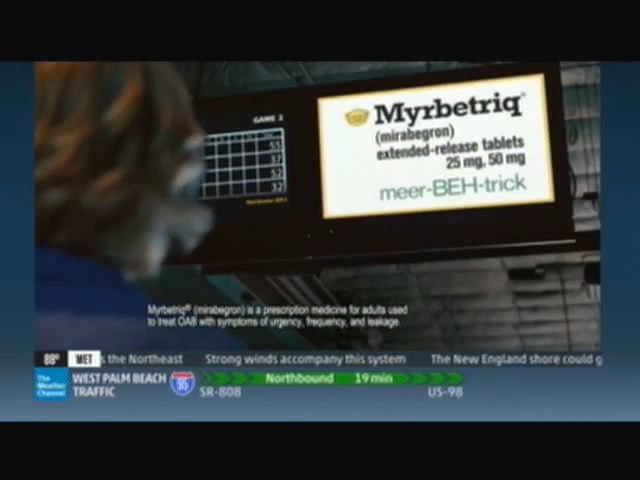 GAME 2
55
37
52
32
Myrbetriq®
(mirabegron)
extended-release tablets
25 mg, 50 mg
meer-BEH-trick
Myrbetriq® (mirabegron) is a prescription medicine for adults used
to treat OAB with symptoms of urgency, frequency, and leakage.
88° WET s the Northeast Strong winds accompany this system The New England shore could g
The Weather Channel
WEST PALM BEACH TRAFFIC
95
Northbound 19 min
SR-808 US-98